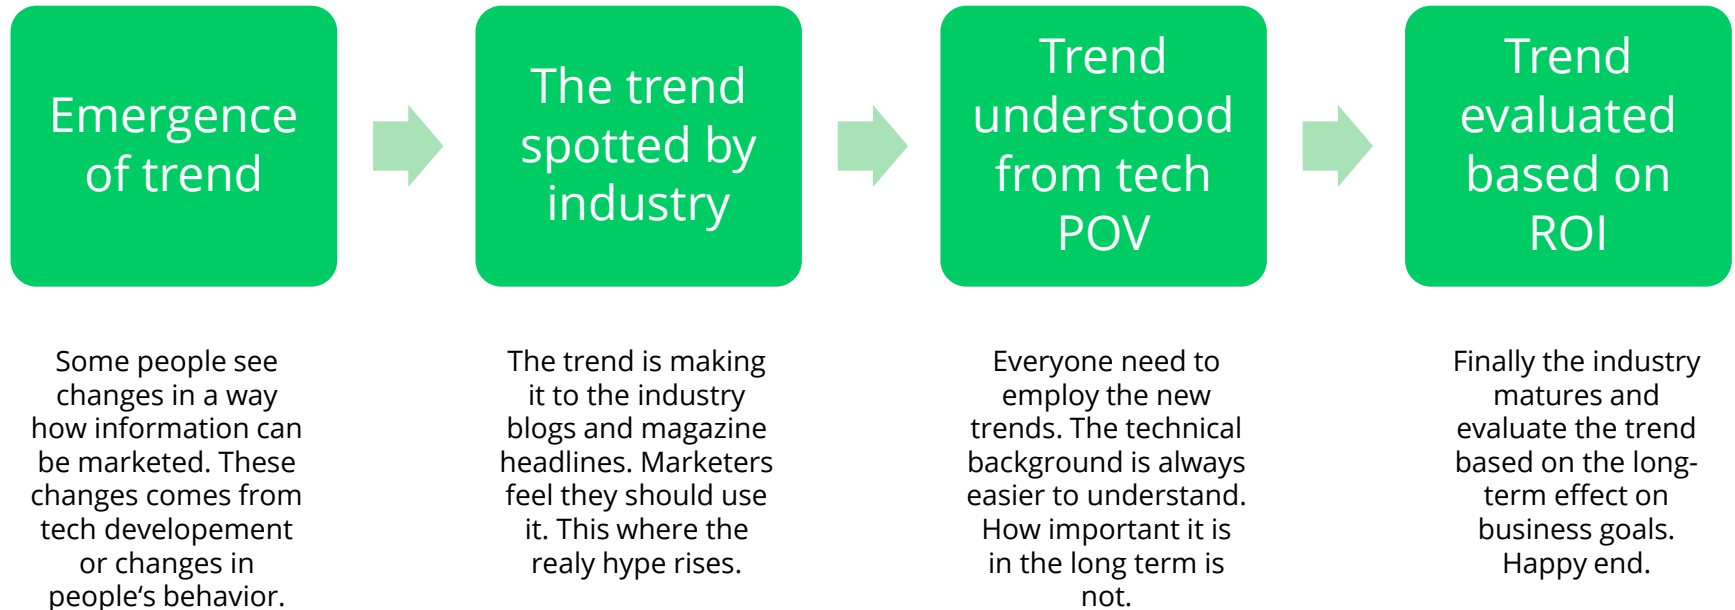 Emergence
of trend
The trend
spotted by
industry
Trend
understood
from tech
POV
Trend
evaluated
based on
ROI
Some people see
changes in a way
how information can
be marketed. These
changes comes from
tech developement
or changes in
people‘s behavior.
The trend is making
it to the industry
blogs and magazine
headlines. Marketers
feel they should use
it. This where the
realy hype rises.
Everyone need to
employ the new
trends. The technical
background is always
easier to understand.
How important it is
in the long term is
not.
Finally the industry
matures and
evaluate the trend
based on the long-
term effect on
business goals.
Happy end.